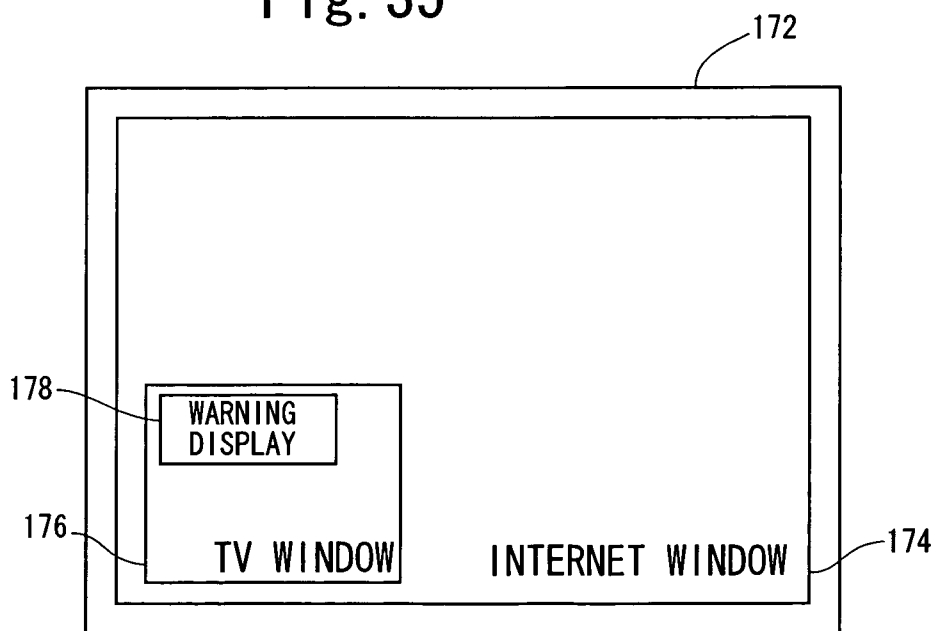 Fig. 35
172
178
WARNING
DISPLAY
176
TV WINDOW
INTERNET WINDOW
174